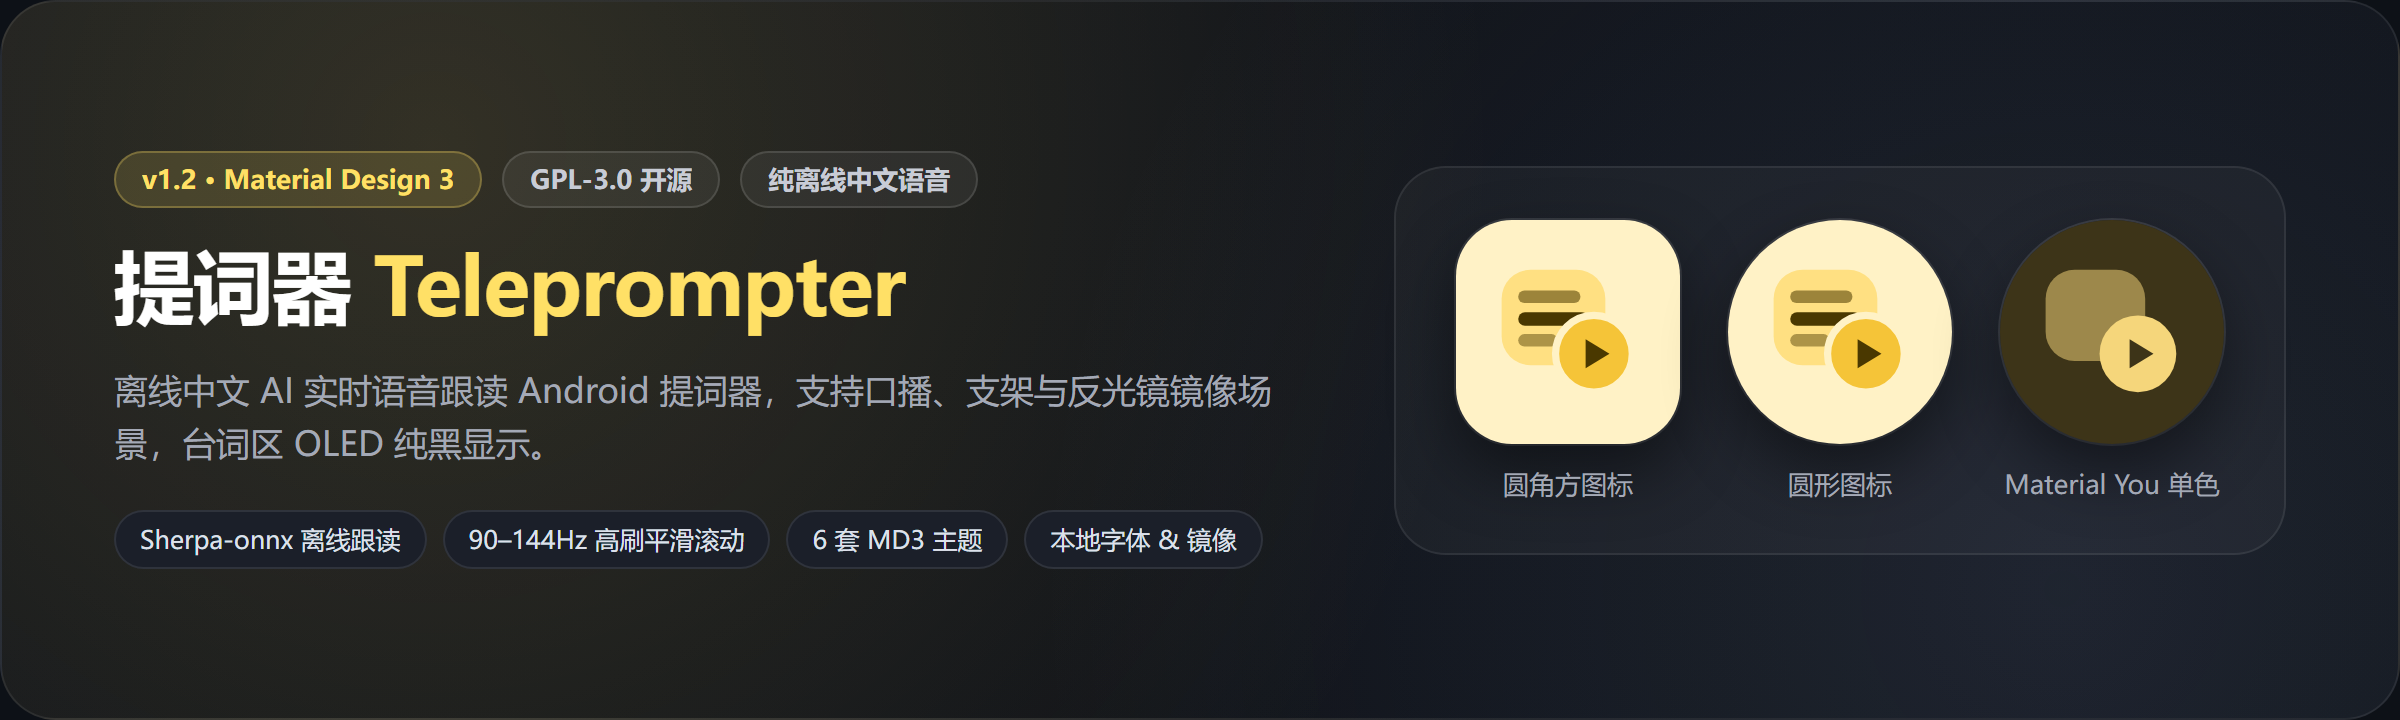 v1.2 • Material Design 3
GPL-3.0 开源
纯离线中文语音
提词器 Teleprompter
离线中文 AI 实时语音跟读 Android 提词器，支持口播、支架与反光镜镜像场
景，台词区 OLED 纯黑显示。
Sherpa-onnx 离线跟读
90–144Hz 高刷平滑滚动
6 套 MD3 主题
本地字体 & 镜像
圆角方图标
圆形图标
Material You 单色